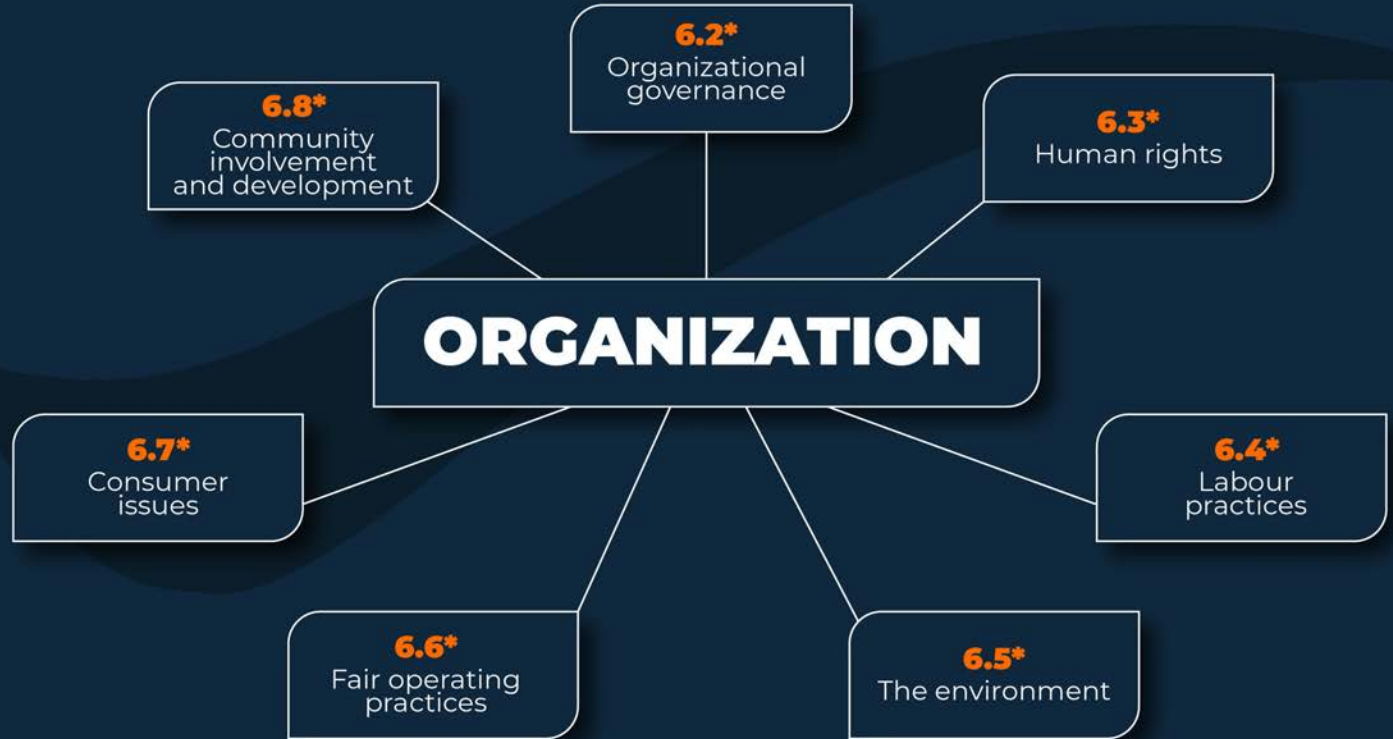 6.2*
Organizational
governance
6.8*
Community
involvement
and development
6.3*
Human rights
ORGANIZATION
6.7*
Consumer
issues
6.4*
Labour
practices
6.6*
Fair operating
practices
6.5*
The environment